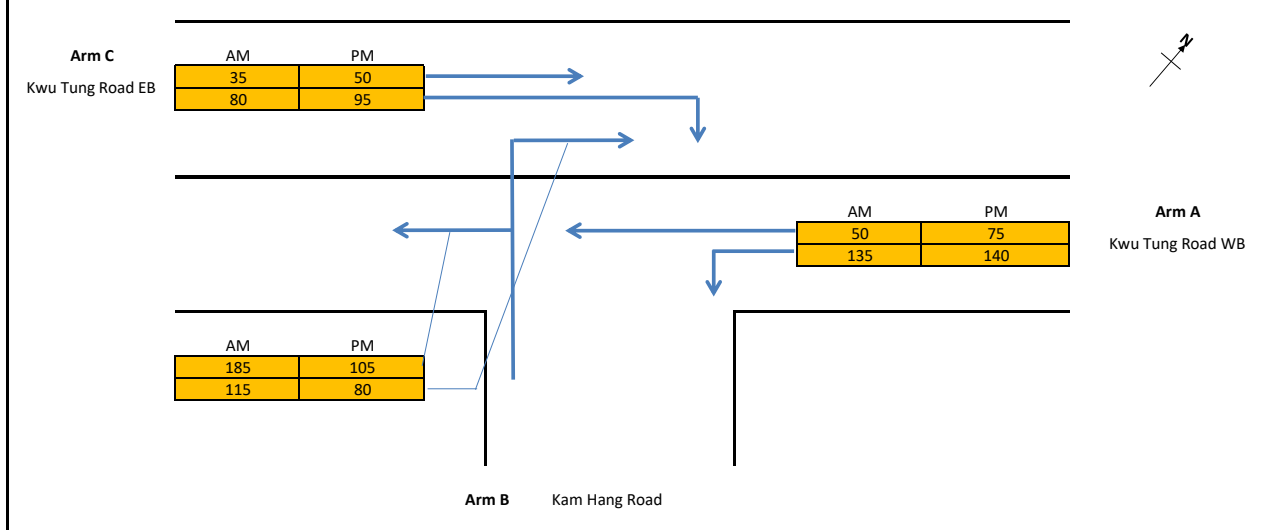 N
Arm C
AM PM
Kwu Tung Road EB
35 50
80 95
AM PM
Arm A
50 75
Kwu Tung Road WB
135 140
AM PM
185 105
115 80
Arm B Kam Hang Road